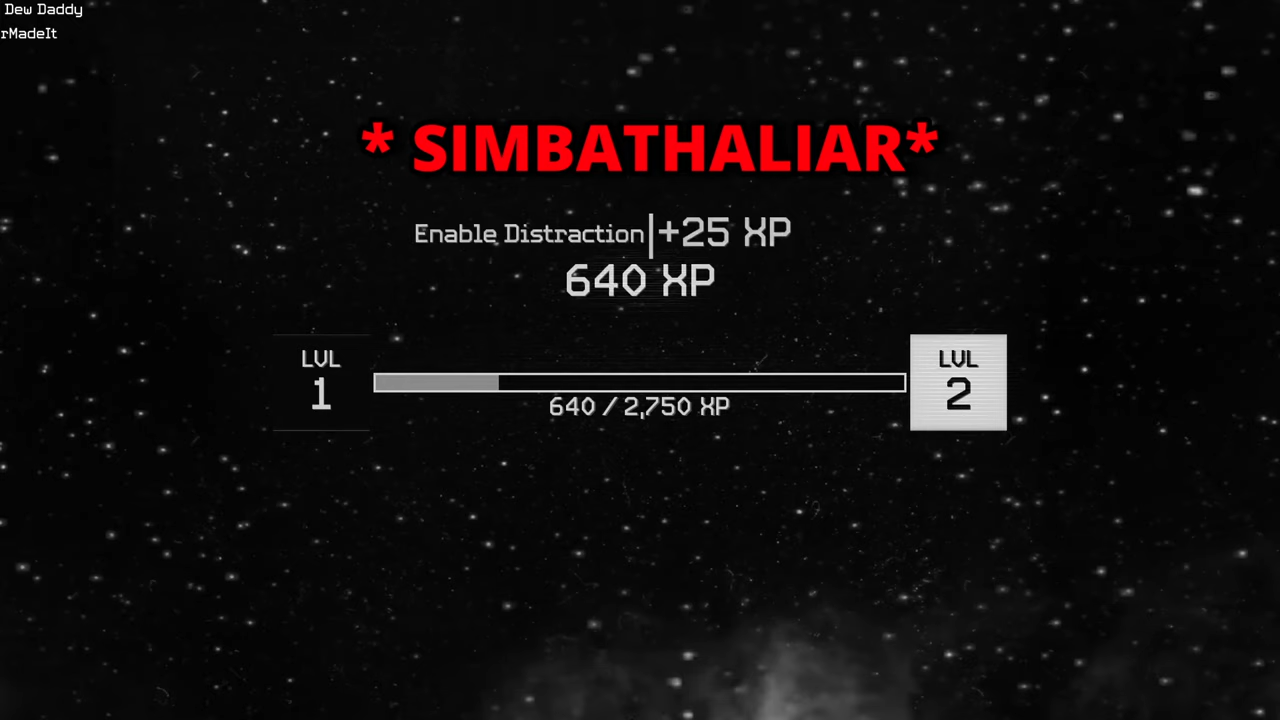 Dew Daddy
rMadeIt
* SIMBATHALIAR*
Enable Distraction|+25 XP
640 XP
LVL
1
640 / 2,750 XP
LVL
2